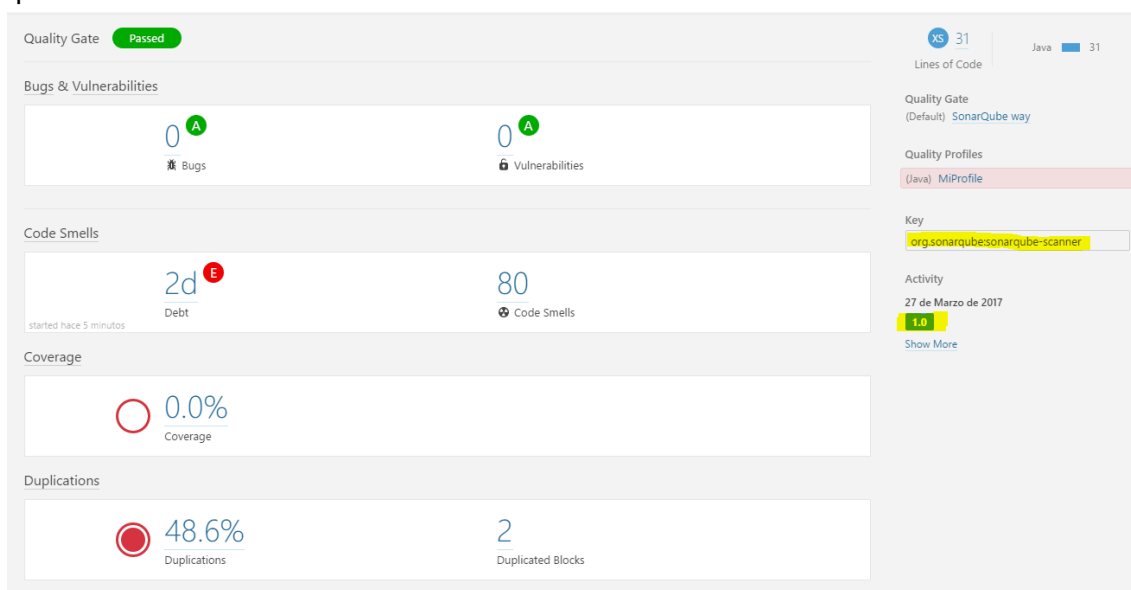 Quality Gate Passed
Bugs & Vulnerabilities
0 A
Bugs
0 A
Vulnerabilities
Code Smells
2d E
Debt
started hace 5 minutos
80
Code Smells
Coverage
0.0%
Coverage
Duplications
48.6%
Duplications
2
Duplicated Blocks
XS 31
Lines of Code
Java 31
Quality Gate
(Default) SonarQube way
Quality Profiles
(Java) MiProfile
Key
org.sonarqube:sonarqube-scanner
Activity
27 de Marzo de 2017
1.0
Show More